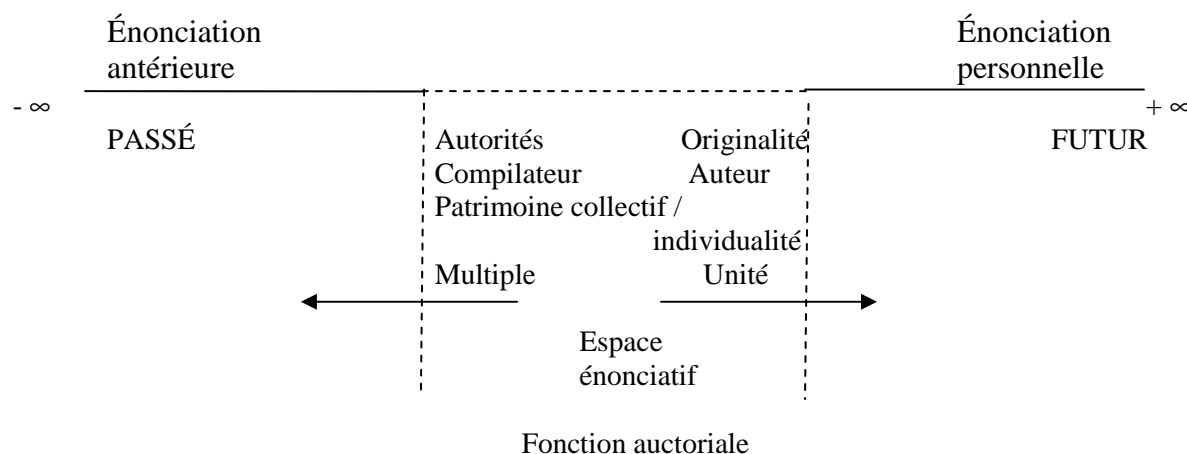 Énonciation Énonciation
antérieure personnelle
- ∞ + ∞
PASSÉ Autorités Originalité FUTUR
Compilateur Auteur
Patrimoine collectif /
individualité
Multiple Unité
Espace
énonciatif
Fonction auctoriale